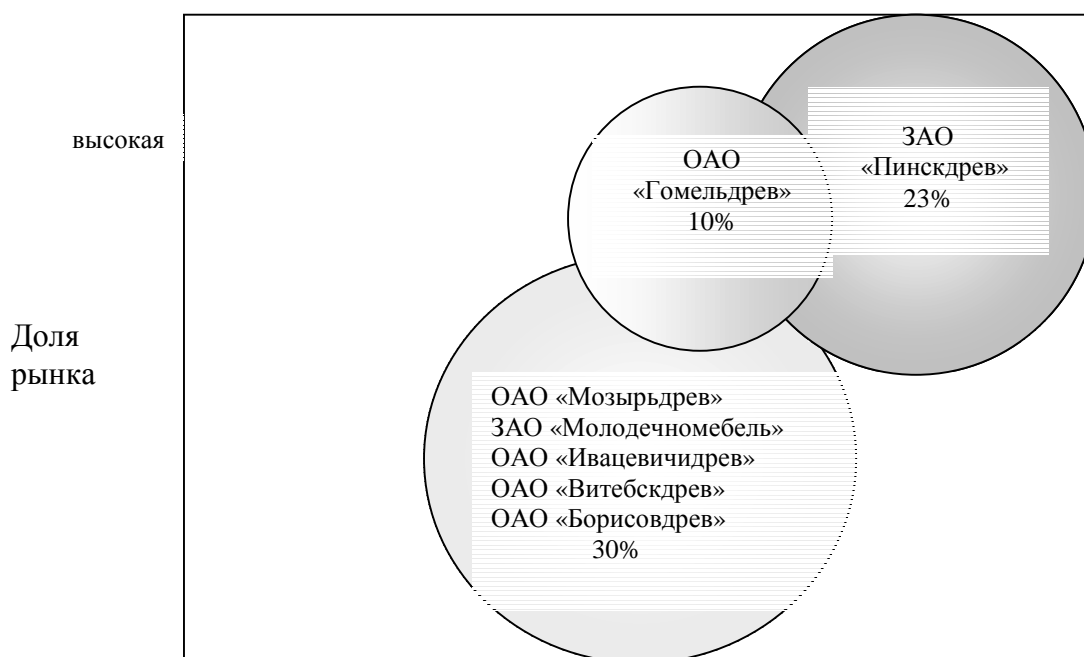 высокая
ЗАО
«Пинскдрев»
23%
ОАО
«Гомельдрев»
10%
Доля
рынка
ОАО «Мозырьдрев»
ЗАО «Молодечномебель»
ОАО «Ивацевичидрев»
ОАО «Витебскдрев»
ОАО «Борисовдрев»
30%